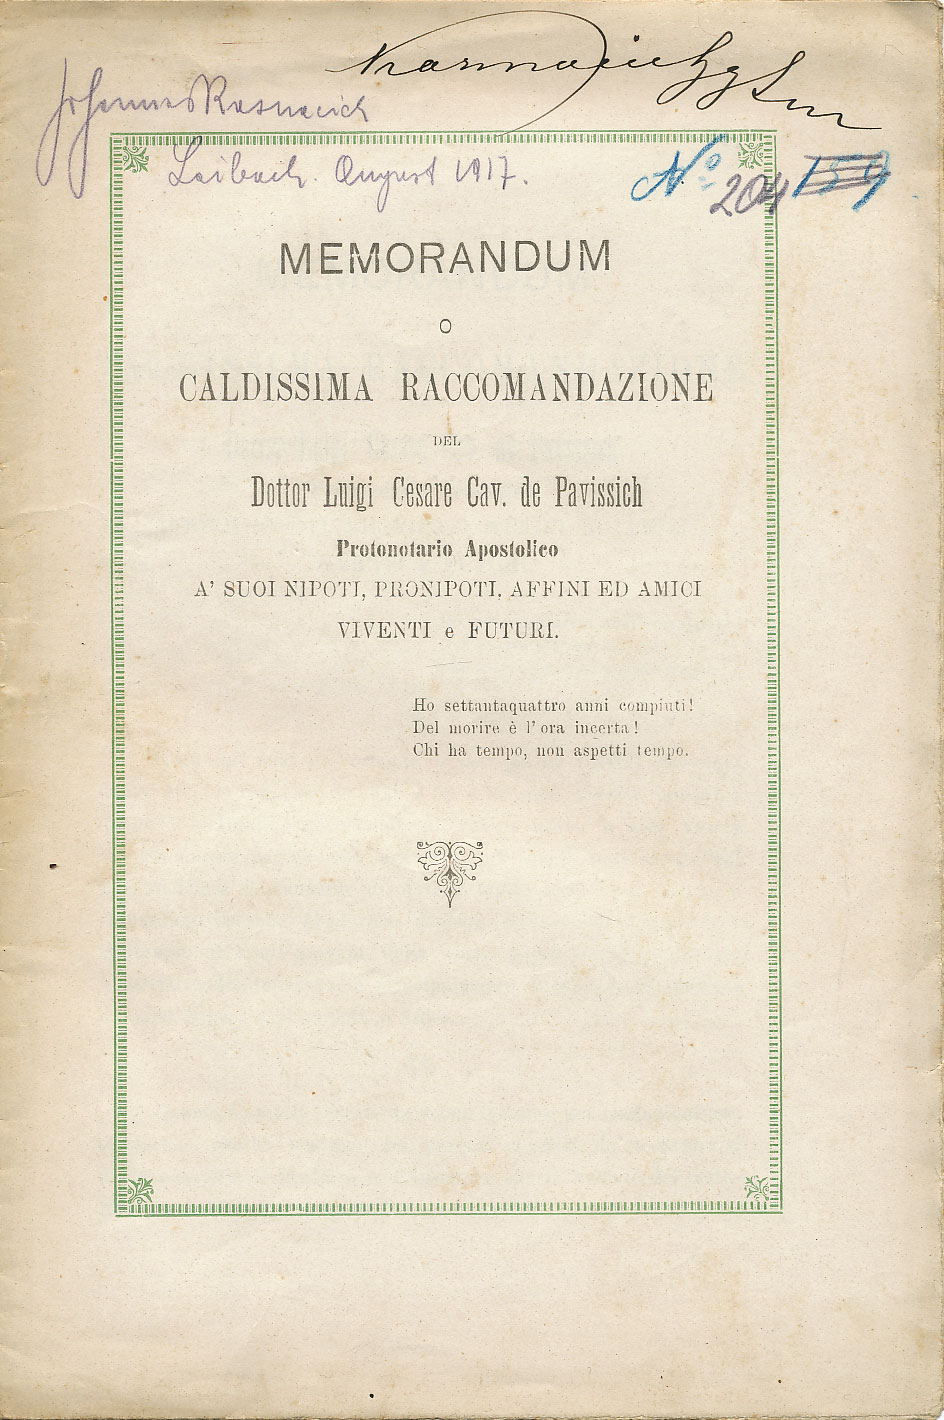 Johannes
Laibach. August 1917.
Nº 204 159
MEMORANDUM
O
CALDISSIMA RACCOMANDAZIONE
DEL
Dottor Luigi Cesare Cav. de Pavissich
Protonotario Apostolico
A' SUOI NIPOTI, PRONIPOTI, AFFINI ED AMICI
VIVENTI e FUTURI.
Ho settantaquattro anni compiuti!
Del morire è l'ora incerta!
Chi ha tempo, non aspetti tempo.